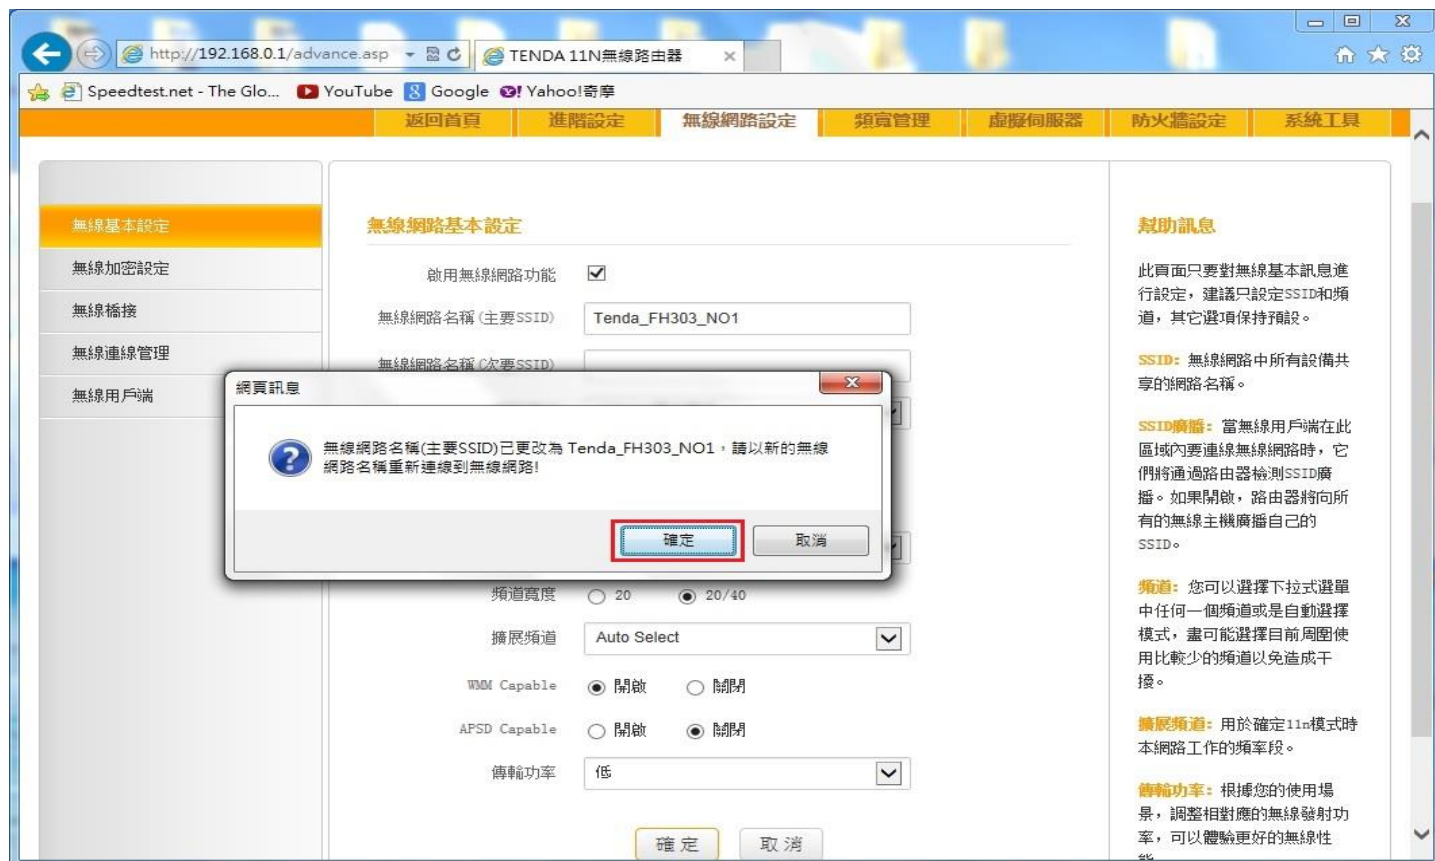 http://192.168.0.1/advance.asp
TENDA 11N無線路由器
Speedtest.net - The Glo...
YouTube
Google
Yahoo!奇摩
返回首頁
進階設定
無線網路設定
頻寬管理
虛擬伺服器
防火牆設定
系統工具
無線基本設定
無線加密設定
無線橋接
無線連線管理
無線用戶端
無線網路基本設定
啟用無線網路功能
無線網路名稱(主要SSID)
Tenda_FH303_NO1
無線網路名稱(次要SSID)
網頁訊息
無線網路名稱(主要SSID)已更改為 Tenda_FH303_NO1，請以新的無線
網路名稱重新連線到無線網路!
確定
取消
頻道寬度
20
20/40
擴展頻道
Auto Select
WMM Capable
開啟
關閉
APSD Capable
開啟
關閉
傳輸功率
低
確定
取消
幫助訊息
此頁面只要對無線基本訊息進
行設定，建議只設定SSID和頻
道，其它選項保持預設。
SSID: 無線網路中所有設備共
享的網路名稱。
SSID廣播: 當無線用戶端在此
區域內要連線無線網路時，它
們將通過路由器檢測SSID廣
播。如果開啟，路由器將向所
有的無線主機廣播自己的
SSID。
頻道: 您可以選擇下拉式選單
中任何一個頻道或是自動選擇
模式，盡可能選擇目前周圍使
用比較少的頻道以免造成干
擾。
擴展頻道: 用於確定11n模式時
本網路工作的頻率段。
傳輸功率: 根據您的使用場
景，調整相對應的無線發射功
率，可以體驗更好的無線性